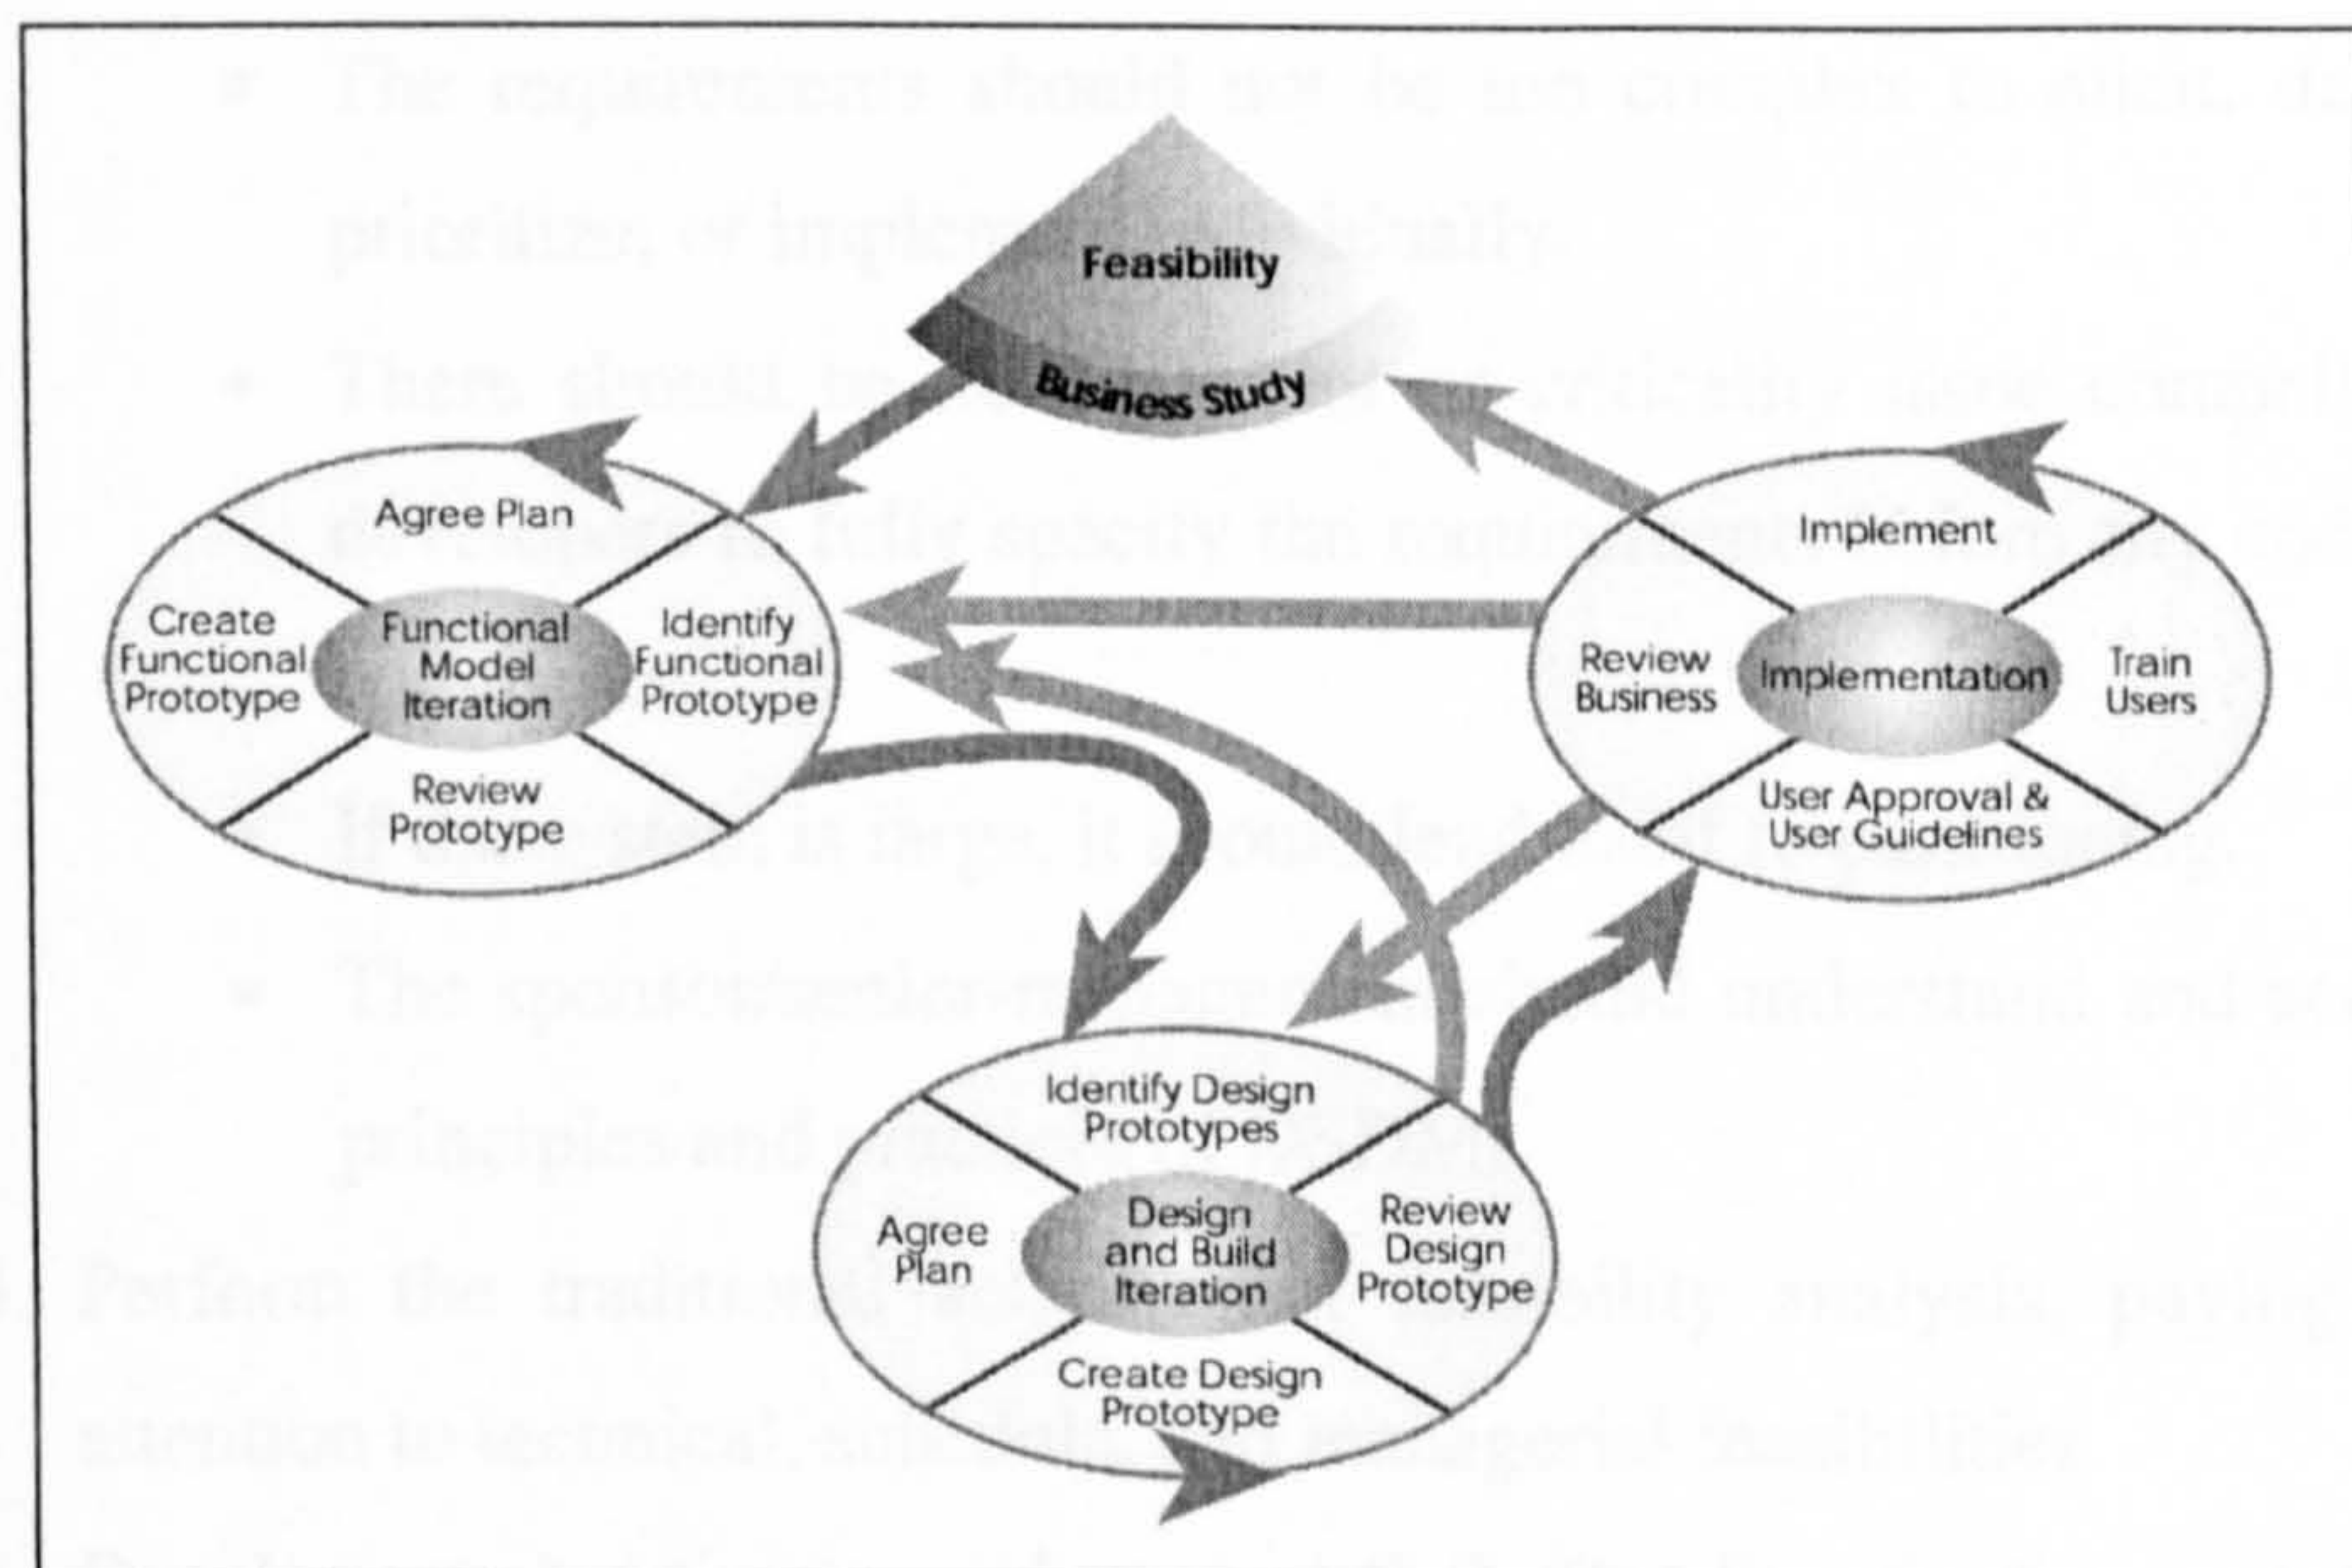 Feasibility
Business Study
Agree Plan
Create
Functional
Prototype
Functional
Model
Iteration
Identify
Functional
Prototype
Review
Prototype
Implement
Review
Business
Implementation
Train
Users
User Approval &
User Guidelines
Identify Design
Prototypes
Agree
Plan
Design
and Build
Iteration
Review
Design
Prototype
Create Design
Prototype